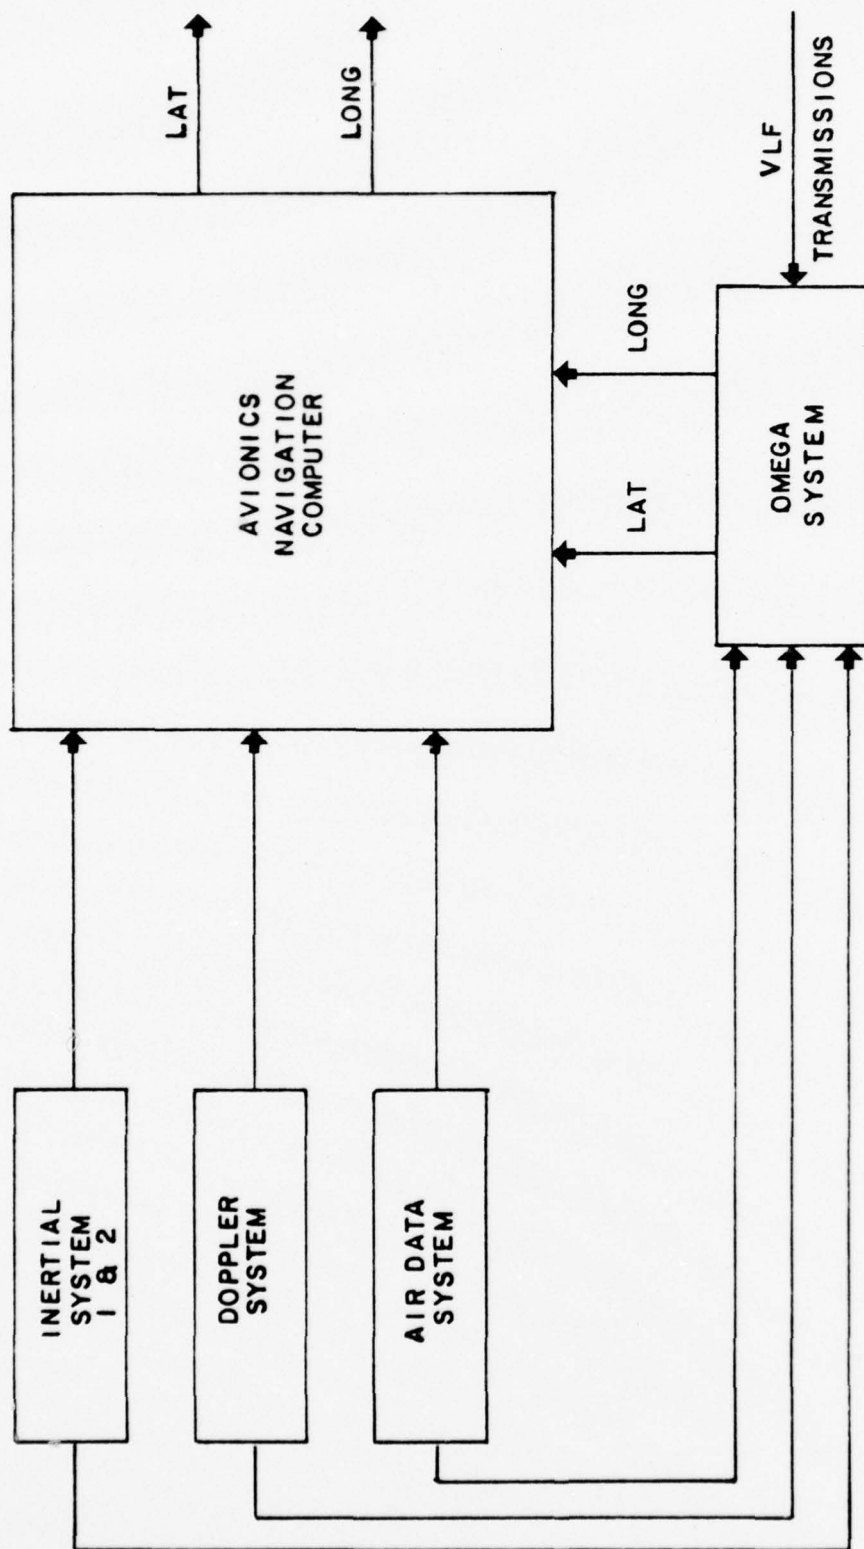 INERTIAL
SYSTEM
1 & 2
DOPPLER
SYSTEM
AIR DATA
SYSTEM
AVIONICS
NAVIGATION
COMPUTER
LAT
LONG
LAT
LONG
OMEGA
SYSTEM
VLF
TRANSMISSIONS